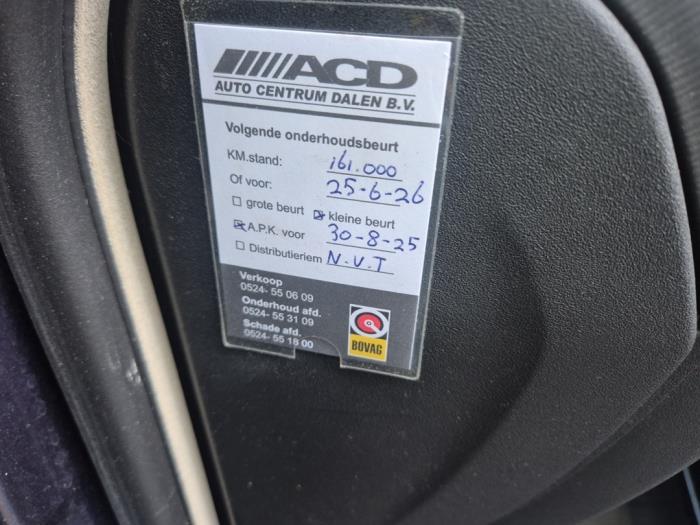 ACD
AUTO CENTRUM DALEN B.V.
Volgende onderhoudsbeurt
KM.stand: 161.000
Of voor: 25-6-26
grote beurt kleine beurt
A.P.K. voor 30-8-25
Distributieriem N.V.T
Verkoop
0524- 55 06 09
Onderhoud afd.
0524- 55 31 09
Schade afd.
0524- 55 18 00
BOVAG